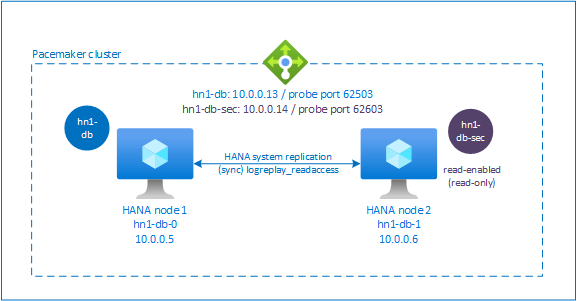 Pacemaker cluster
hn1-db: 10.0.0.13 / probe port 62503
hn1-db-sec: 10.0.0.14 / probe port 62603
hn1-
db
hn1-
db-sec
HANA system replication
(sync) logreplay_readaccess
read-enabled
(read-only)
HANA node 1
hn1-db-0
10.0.0.5
HANA node 2
hn1-db-1
10.0.0.6